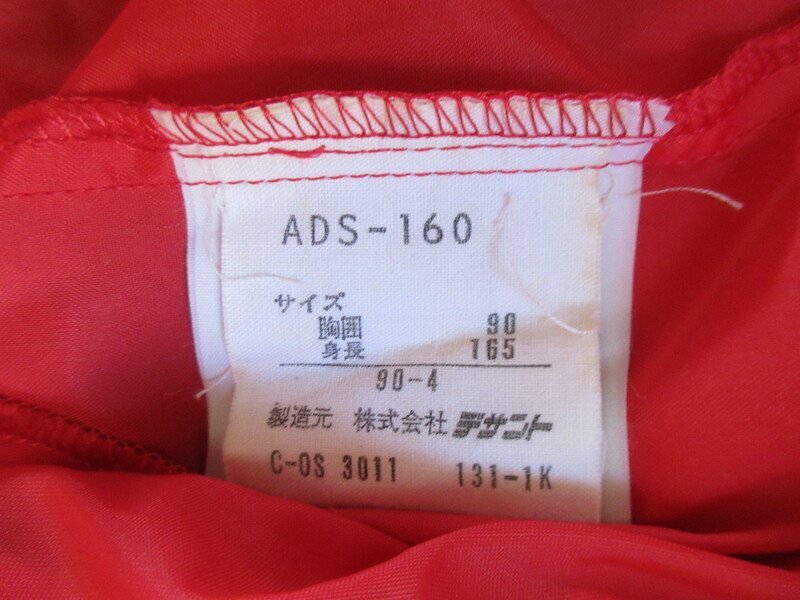 ADS-160
サイズ
胸囲 90
身長 165
90-4
製造元 株式会社 デサント
C-OS 3011 131-1K